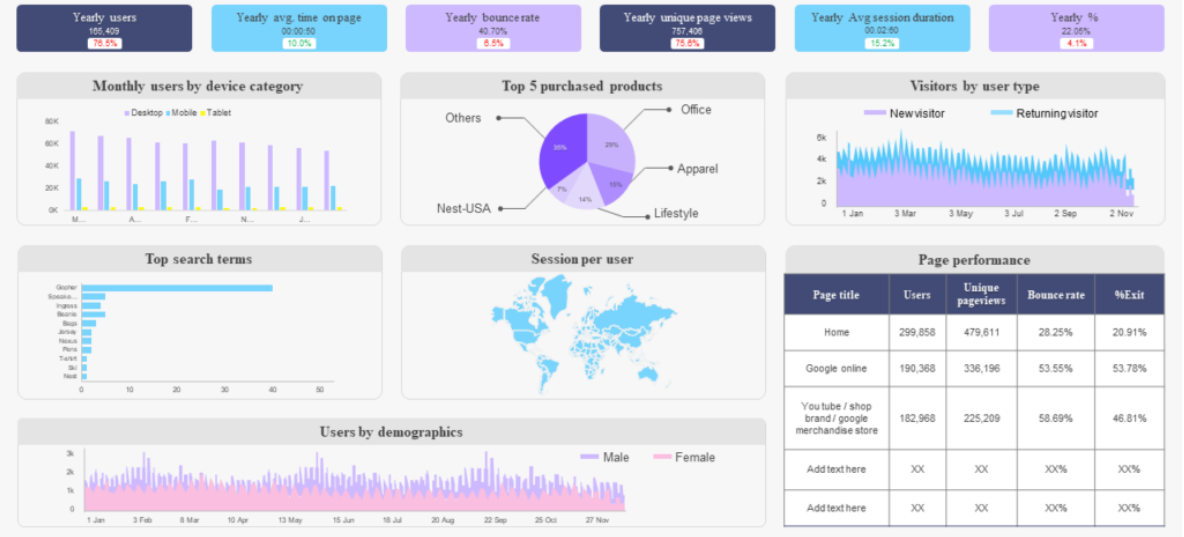 Yearly users
165,409
76.5%
Yearly avg. time on page
00:00:50
10.0%
Yearly bounce rate
40.70%
6.5%
Yearly unique page views
757,406
75.6%
Yearly Avg session duration
00.02:60
15.2%
Yearly %
22.05%
4.1%
Monthly users by device category
Desktop Mobile Tablet
80K
60K
40K
20K
0K
M... A... F... N... J...
Top 5 purchased products
Others
Office
Apparel
Lifestyle
Nest-USA
29%
14%
7%
Visitors by user type
New visitor Returning visitor
6k
4k
2k
0
1 Jan 3 Mar 3 May 3 Jul 2 Sep 2 Nov
Top search terms
Gopher
Ingress
Beanie
Bags
Jersey
Nexus
Pens
T-shirt
Ski
Nest
0 10 20 30 40 50
Session per user
Page performance
Page title Users Unique pageviews Bounce rate %Exit
Home 299,858 479,611 28.25% 20.91%
Google online 190,368 336,196 53.55% 53.78%
You tube / shop
brand / google
merchandise store
182,968 225,209 58.69% 46.81%
Add text here XX XX XX% XX%
Add text here XX XX XX% XX%
Users by demographics
Male Female
3k
2k
1k
0
1 Jan 3 Feb 8 Mar 10 Apr 13 May 15 Jun 18 Jul 20 Aug 22 Sep 25 Oct 27 Nov